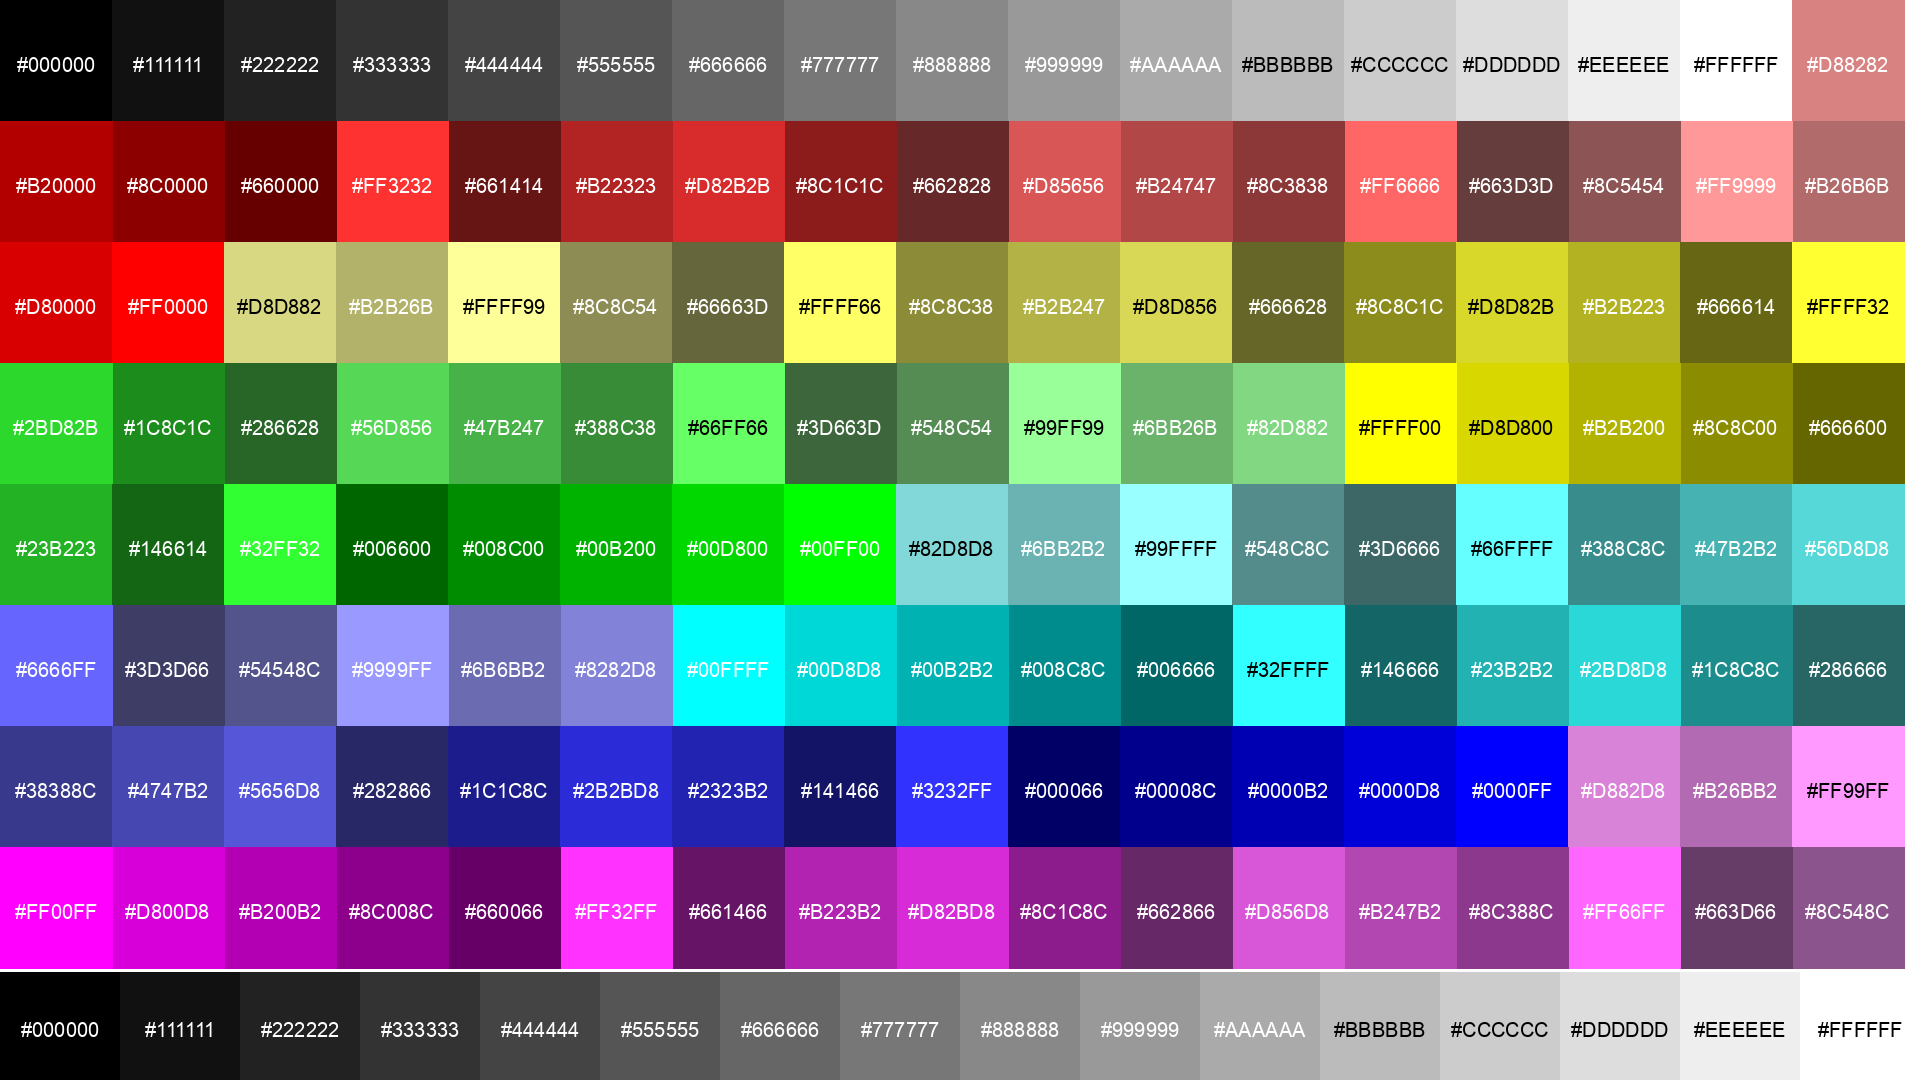 #000000 #111111 #222222 #333333 #444444 #555555 #666666 #777777 #888888 #999999 #AAAAAA #BBBBBB #CCCCCC #DDDDDD #EEEEEE #FFFFFF #D88282
#B20000 #8C0000 #660000 #FF3232 #661414 #B22323 #D82B2B #8C1C1C #662828 #D85656 #B24747 #8C3838 #FF6666 #663D3D #8C5454 #FF9999 #B26B6B
#D80000 #FF0000 #D8D882 #B2B26B #FFFF99 #8C8C54 #66663D #FFFF66 #8C8C38 #B2B247 #D8D856 #666628 #8C8C1C #D8D82B #B2B223 #666614 #FFFF32
#2BD82B #1C8C1C #286628 #56D856 #47B247 #388C38 #66FF66 #3D663D #548C54 #99FF99 #6BB26B #82D882 #FFFF00 #D8D800 #B2B200 #8C8C00 #666600
#23B223 #146614 #32FF32 #006600 #008C00 #00B200 #00D800 #00FF00 #82D8D8 #6BB2B2 #99FFFF #548C8C #3D6666 #66FFFF #388C8C #47B2B2 #56D8D8
#6666FF #3D3D66 #54548C #9999FF #6B6BB2 #8282D8 #00FFFF #00D8D8 #00B2B2 #008C8C #006666 #32FFFF #146666 #23B2B2 #2BD8D8 #1C8C8C #286666
#38388C #4747B2 #5656D8 #282866 #1C1C8C #2B2BD8 #2323B2 #141466 #3232FF #000066 #00008C #0000B2 #0000D8 #0000FF #D882D8 #B26BB2 #FF99FF
#FF00FF #D800D8 #B200B2 #8C008C #660066 #FF32FF #661466 #B223B2 #D82BD8 #8C1C8C #662866 #D856D8 #B247B2 #8C388C #FF66FF #663D66 #8C548C
#000000 #111111 #222222 #333333 #444444 #555555 #666666 #777777 #888888 #999999 #AAAAAA #BBBBBB #CCCCCC #DDDDDD #EEEEEE #FFFFFF